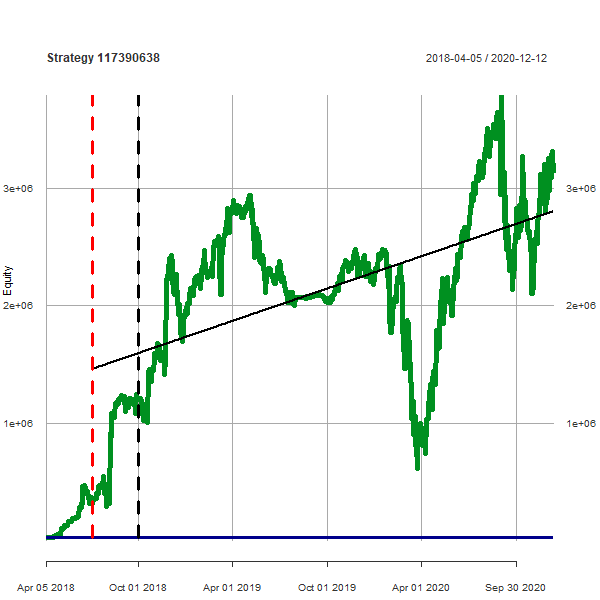 Strategy 117390638 2018-04-05 / 2020-12-12
3e+06 3e+06
Equity
2e+06 2e+06
1e+06 1e+06
Apr 05 2018 Oct 01 2018 Apr 01 2019 Oct 01 2019 Apr 01 2020 Sep 30 2020